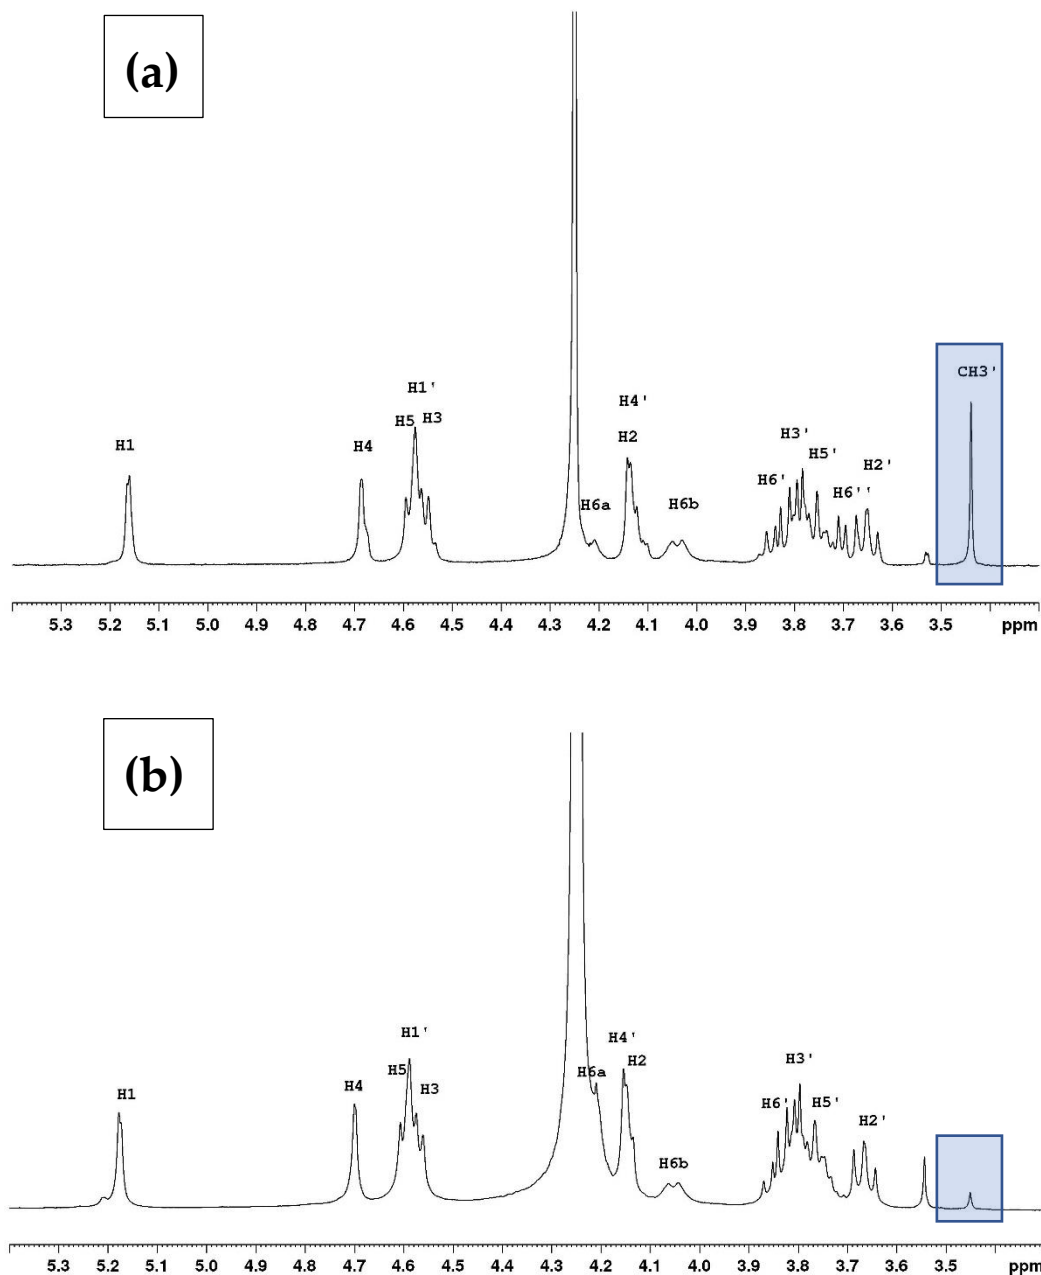 (a)
CH3'
H1'
H4'
H5 H3
H1
H4
H2
H3'
H5'
H2'
H6'
H6''
H6a
H6b
5.3 5.2 5.1 5.0 4.9 4.8 4.7 4.6 4.5 4.4 4.3 4.2 4.1 4.0 3.9 3.8 3.7 3.6 3.5 ppm
(b)
H1'
H4'
H3'
H5
H6a
H2
H1
H4
H3
H6'
H5'
H2'
H6b
5.3 5.2 5.1 5.0 4.9 4.8 4.7 4.6 4.5 4.4 4.3 4.2 4.1 4.0 3.9 3.8 3.7 3.6 3.5 ppm